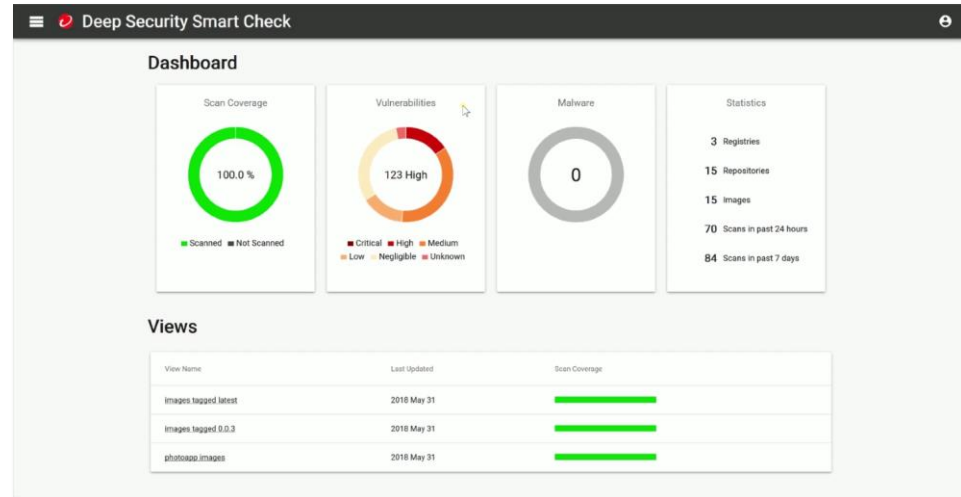 Deep Security Smart Check
Dashboard
Scan Coverage
100.0 %
Scanned Not Scanned
Vulnerabilities
123 High
Critical High Medium
Low Negligible Unknown
Malware
0
Statistics
3 Registries
15 Repositories
15 Images
70 Scans in past 24 hours
84 Scans in past 7 days
Views
View Name Last Updated Scan Coverage
images tagged latest 2018 May 31
images tagged 0.0.3 2018 May 31
photoapp images 2018 May 31